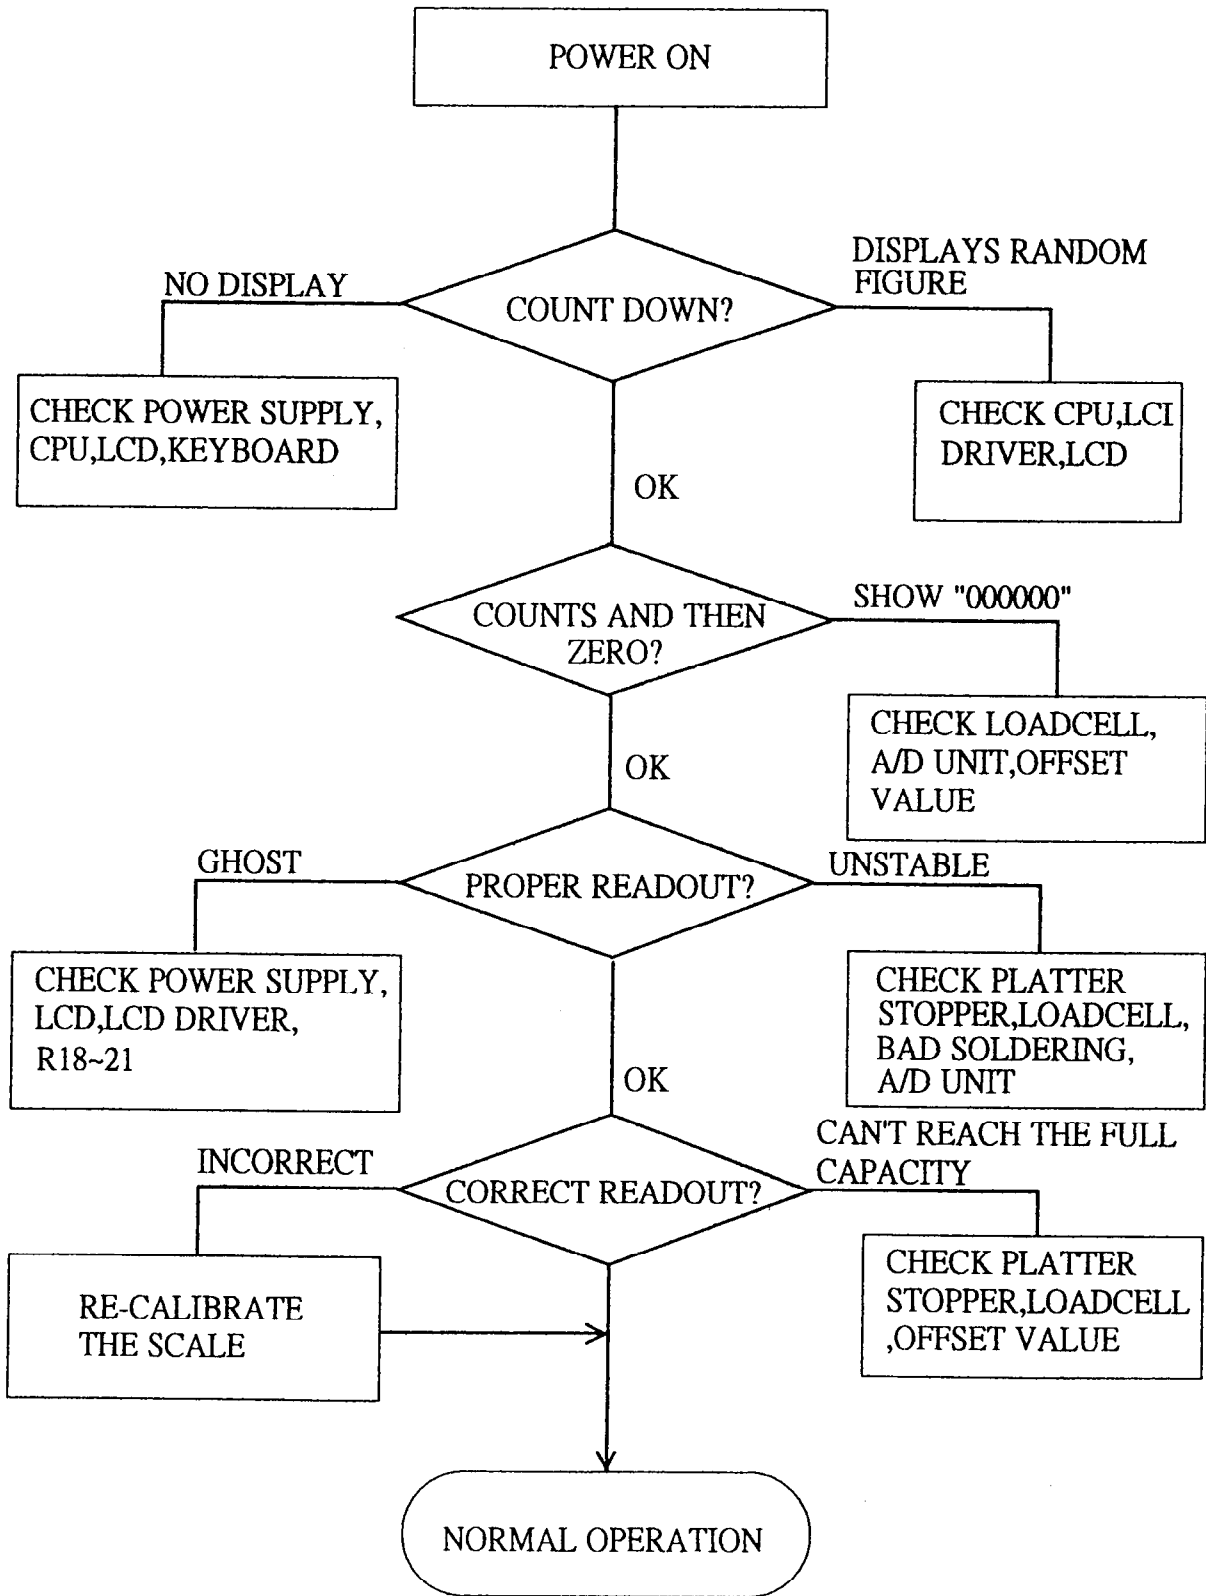 POWER ON
NO DISPLAY
COUNT DOWN?
DISPLAYS RANDOM
FIGURE
CHECK POWER SUPPLY,
CPU,LCD,KEYBOARD
CHECK CPU,LCI
DRIVER,LCD
OK
COUNTS AND THEN
ZERO?
SHOW "000000"
CHECK LOADCELL,
A/D UNIT,OFFSET
VALUE
OK
GHOST
PROPER READOUT?
UNSTABLE
CHECK POWER SUPPLY,
LCD,LCD DRIVER,
R18~21
CHECK PLATTER
STOPPER,LOADCELL,
BAD SOLDERING,
A/D UNIT
OK
INCORRECT
CORRECT READOUT?
CAN'T REACH THE FULL
CAPACITY
RE-CALIBRATE
THE SCALE
CHECK PLATTER
STOPPER,LOADCELL
,OFFSET VALUE
NORMAL OPERATION